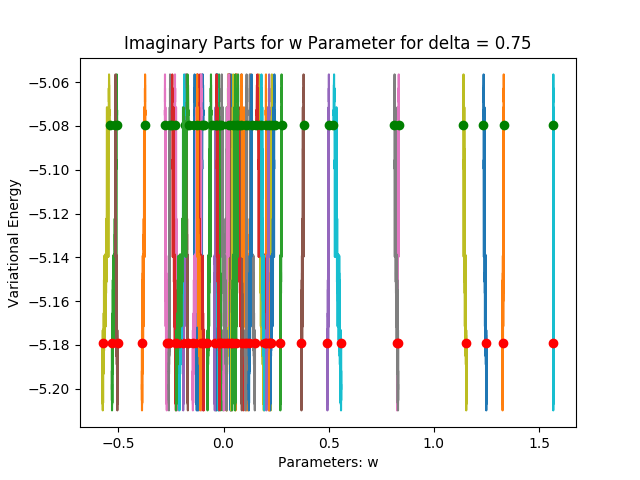 Imaginary Parts for w Parameter for delta = 0.75
−5.06
−5.08
−5.10
−5.12
−5.14
−5.16
−5.18
−5.20
Variational Energy
−0.5 0.0 0.5 1.0 1.5
Parameters: w